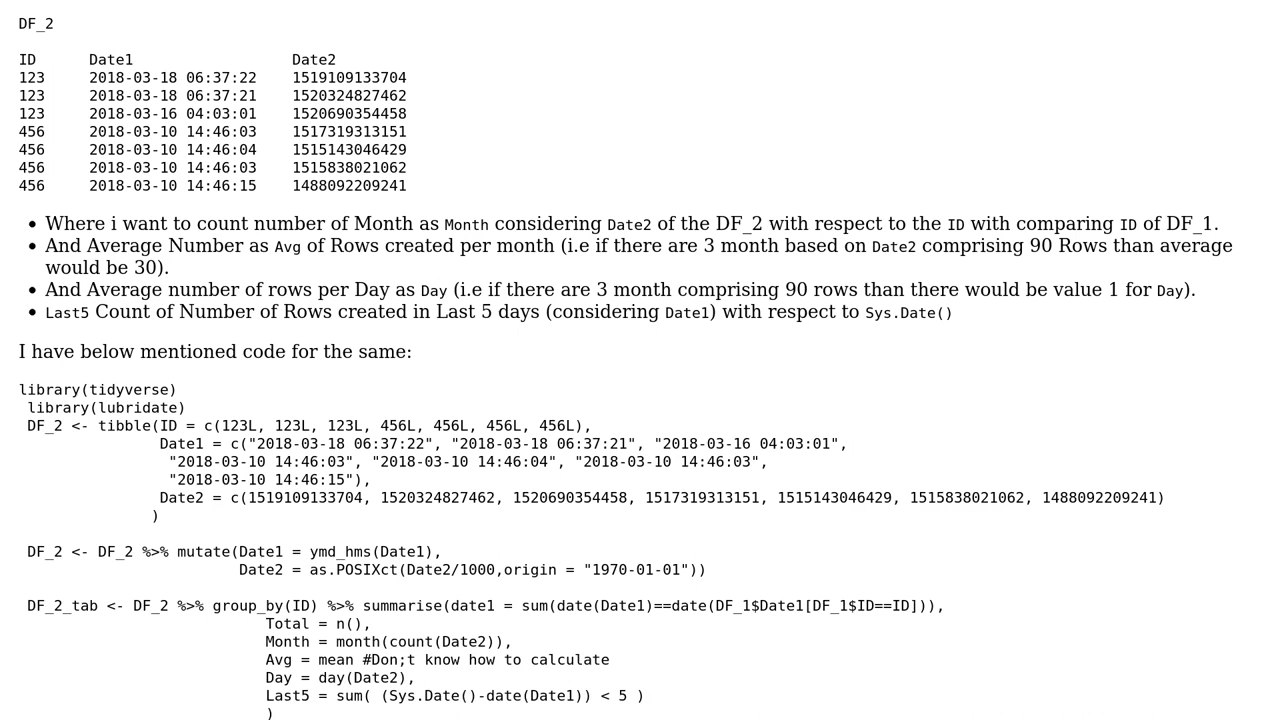 DF_2
ID      Date1                  Date2
123     2018-03-18 06:37:22    1519109133704
123     2018-03-18 06:37:21    1520324827462
123     2018-03-16 04:03:01    1520690354458
456     2018-03-10 14:46:03    1517319313151
456     2018-03-10 14:46:04    1515143046429
456     2018-03-10 14:46:03    1515838021062
456     2018-03-10 14:46:15    1488092209241
• Where i want to count number of Month as Month considering Date2 of the DF_2 with respect to the ID with comparing ID of DF_1.
• And Average Number as Avg of Rows created per month (i.e if there are 3 month based on Date2 comprising 90 Rows than average
would be 30).
• And Average number of rows per Day as Day (i.e if there are 3 month comprising 90 rows than there would be value 1 for Day).
• Last5 Count of Number of Rows created in Last 5 days (considering Date1) with respect to Sys.Date()
I have below mentioned code for the same:
library(tidyverse)
 library(lubridate)
 DF_2 <- tibble(ID = c(123L, 123L, 123L, 456L, 456L, 456L, 456L),
                Date1 = c("2018-03-18 06:37:22", "2018-03-18 06:37:21", "2018-03-16 04:03:01",
                 "2018-03-10 14:46:03", "2018-03-10 14:46:04", "2018-03-10 14:46:03",
                 "2018-03-10 14:46:15"),
                Date2 = c(1519109133704, 1520324827462, 1520690354458, 1517319313151, 1515143046429, 1515838021062, 1488092209241)
               )
 DF_2 <- DF_2 %>% mutate(Date1 = ymd_hms(Date1),
                         Date2 = as.POSIXct(Date2/1000,origin = "1970-01-01"))
 DF_2_tab <- DF_2 %>% group_by(ID) %>% summarise(date1 = sum(date(Date1)==date(DF_1$Date1[DF_1$ID==ID])),
                            Total = n(),
                            Month = month(count(Date2)),
                            Avg = mean #Don;t know how to calculate
                            Day = day(Date2),
                            Last5 = sum( (Sys.Date()-date(Date1)) < 5 )
                            )